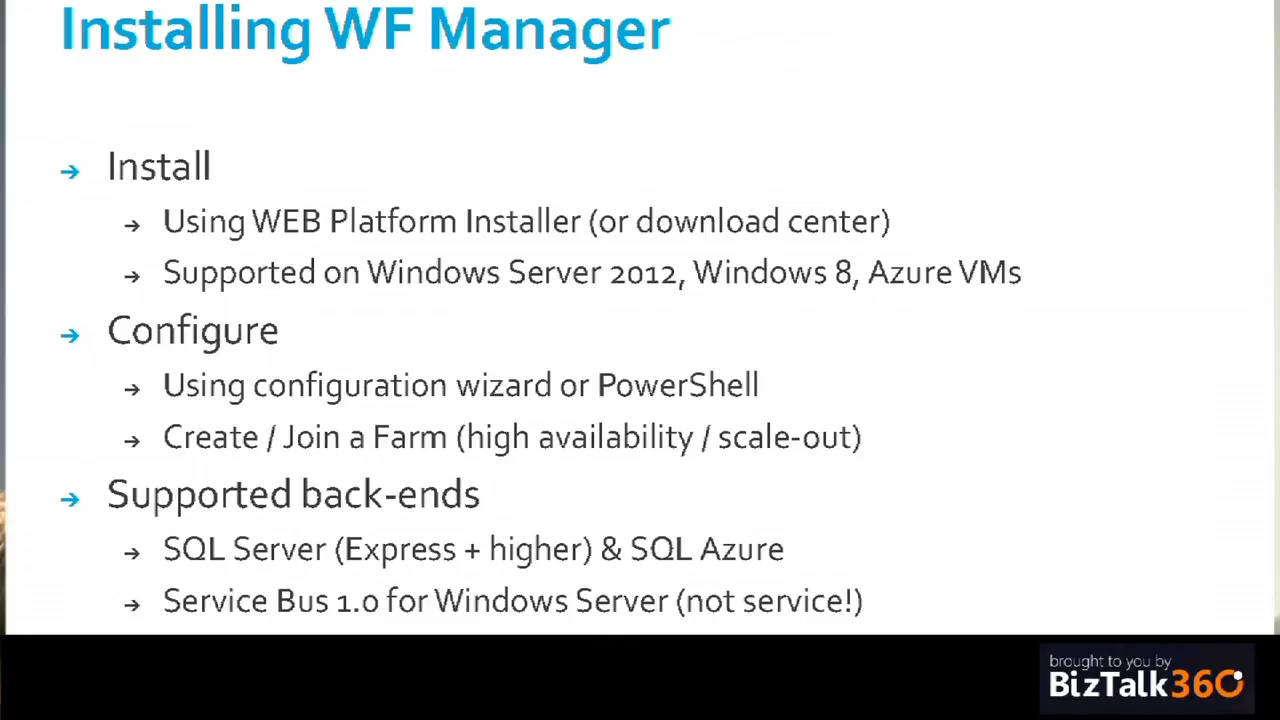 Installing WF Manager
→ Install
→ Using WEB Platform Installer (or download center)
→ Supported on Windows Server 2012, Windows 8, Azure VMs
→ Configure
→ Using configuration wizard or PowerShell
→ Create / Join a Farm (high availability / scale-out)
→ Supported back-ends
→ SQL Server (Express + higher) & SQL Azure
→ Service Bus 1.0 for Windows Server (not service!)
brought to you by
BizTalk360